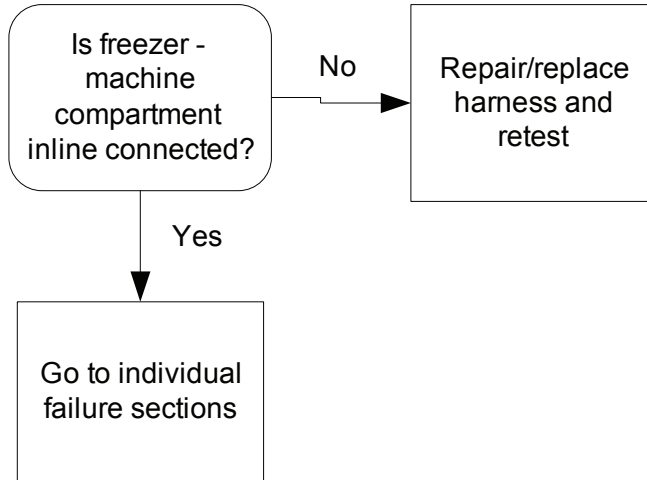 Is freezer -
machine
compartment
inline connected?
No
Repair/replace
harness and
retest
Yes
Go to individual
failure sections